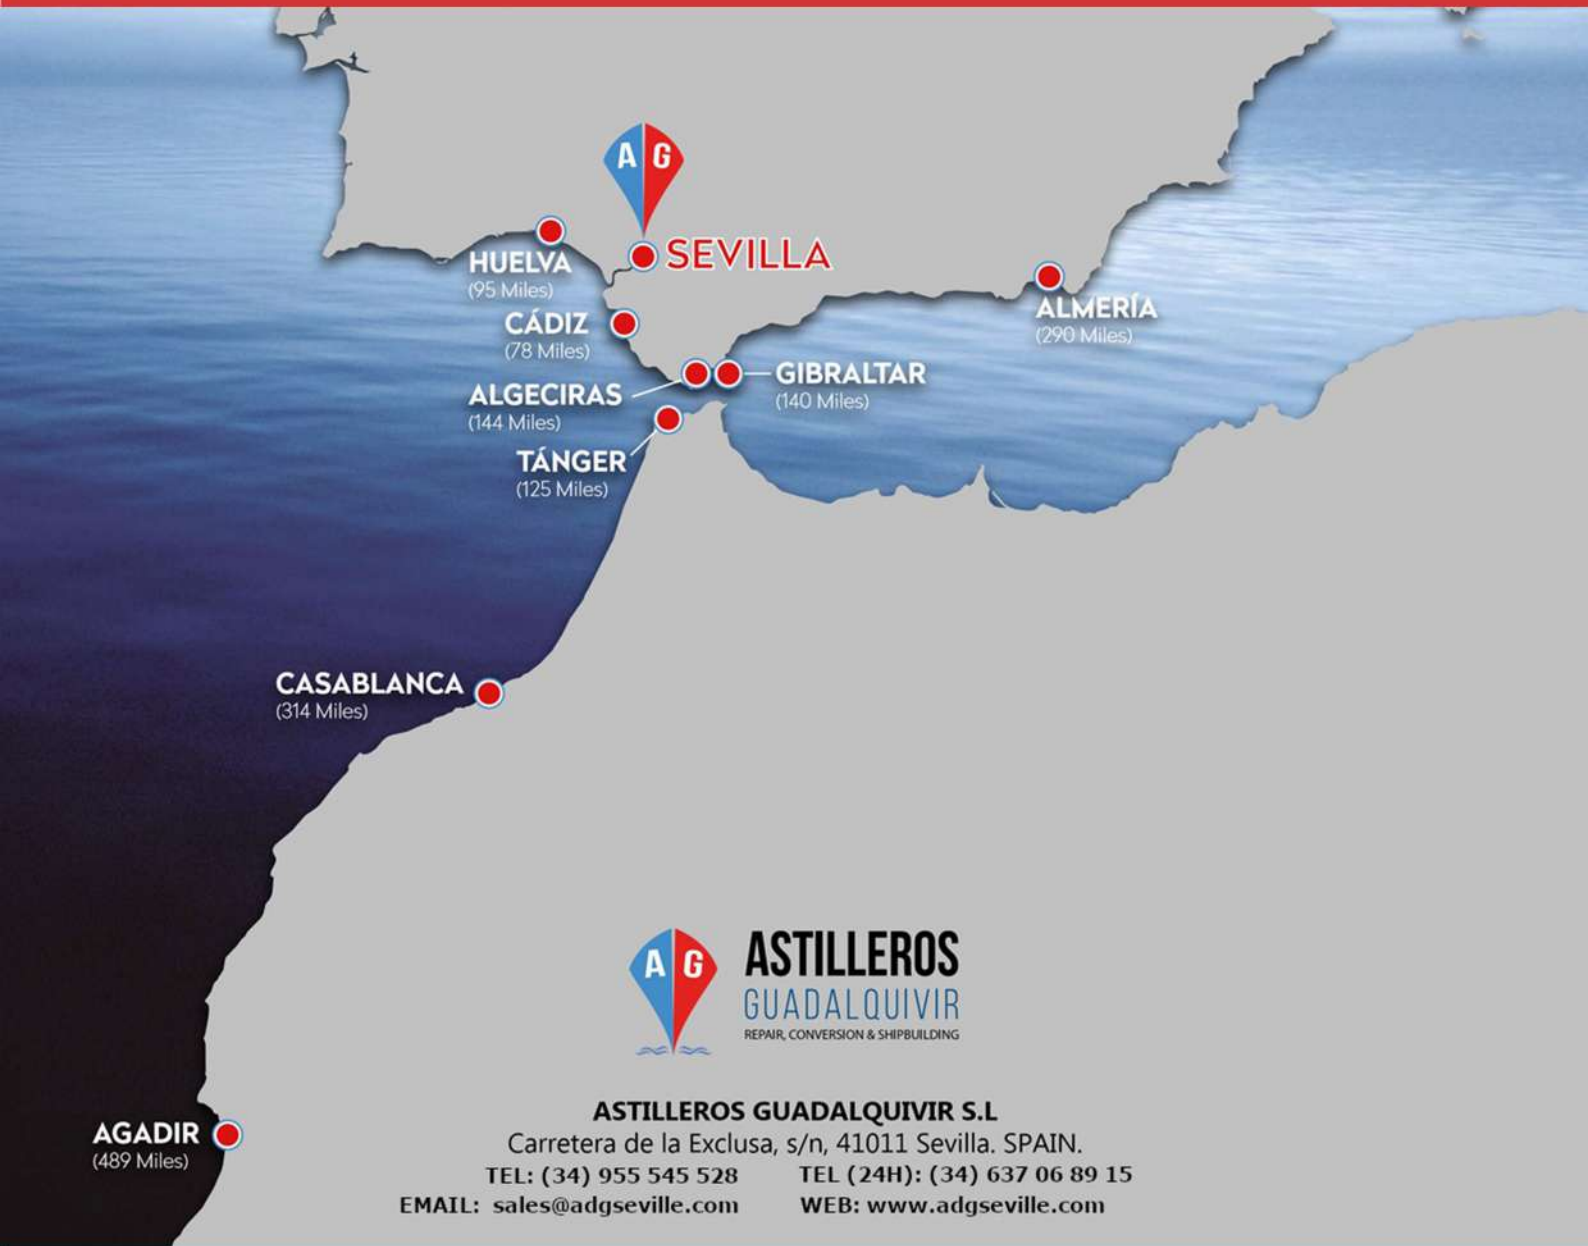 A G
SEVILLA
HUELVA
(95 Miles)
CÁDIZ
(78 Miles)
ALMERÍA
(290 Miles)
ALGECIRAS
(144 Miles)
GIBRALTAR
(140 Miles)
TÁNGER
(125 Miles)
CASABLANCA
(314 Miles)
AGADIR
(489 Miles)
A G
ASTILLEROS
GUADALQUIVIR
REPAIR, CONVERSION & SHIPBUILDING
ASTILLEROS GUADALQUIVIR S.L
Carretera de la Exclusa, s/n, 41011 Sevilla. SPAIN.
TEL: (34) 955 545 528 TEL (24H): (34) 637 06 89 15
EMAIL: sales@adgseville.com WEB: www.adgseville.com